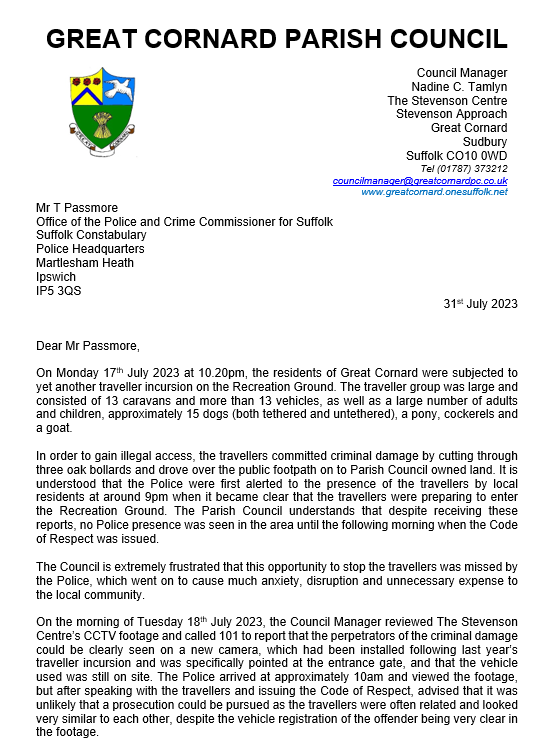 GREAT CORNARD PARISH COUNCIL
Council Manager
Nadine C. Tamlyn
The Stevenson Centre
Stevenson Approach
Great Cornard
Sudbury
Suffolk CO10 0WD
Tel (01787) 373212
councilmanager@greatcornardpc.co.uk
www.greatcornard.onesuffolk.net
Mr T Passmore
Office of the Police and Crime Commissioner for Suffolk
Suffolk Constabulary
Police Headquarters
Martlesham Heath
Ipswich
IP5 3QS
31st July 2023
Dear Mr Passmore,
On Monday 17th July 2023 at 10.20pm, the residents of Great Cornard were subjected to
yet another traveller incursion on the Recreation Ground. The traveller group was large and
consisted of 13 caravans and more than 13 vehicles, as well as a large number of adults
and children, approximately 15 dogs (both tethered and untethered), a pony, cockerels and
a goat.
In order to gain illegal access, the travellers committed criminal damage by cutting through
three oak bollards and drove over the public footpath on to Parish Council owned land. It is
understood that the Police were first alerted to the presence of the travellers by local
residents at around 9pm when it became clear that the travellers were preparing to enter
the Recreation Ground. The Parish Council understands that despite receiving these
reports, no Police presence was seen in the area until the following morning when the Code
of Respect was issued.
The Council is extremely frustrated that this opportunity to stop the travellers was missed by
the Police, which went on to cause much anxiety, disruption and unnecessary expense to
the local community.
On the morning of Tuesday 18th July 2023, the Council Manager reviewed The Stevenson
Centre's CCTV footage and called 101 to report that the perpetrators of the criminal damage
could be clearly seen on a new camera, which had been installed following last year's
traveller incursion and was specifically pointed at the entrance gate, and that the vehicle
used was still on site. The Police arrived at approximately 10am and viewed the footage,
but after speaking with the travellers and issuing the Code of Respect, advised that it was
unlikely that a prosecution could be pursued as the travellers were often related and looked
very similar to each other, despite the vehicle registration of the offender being very clear in
the footage.